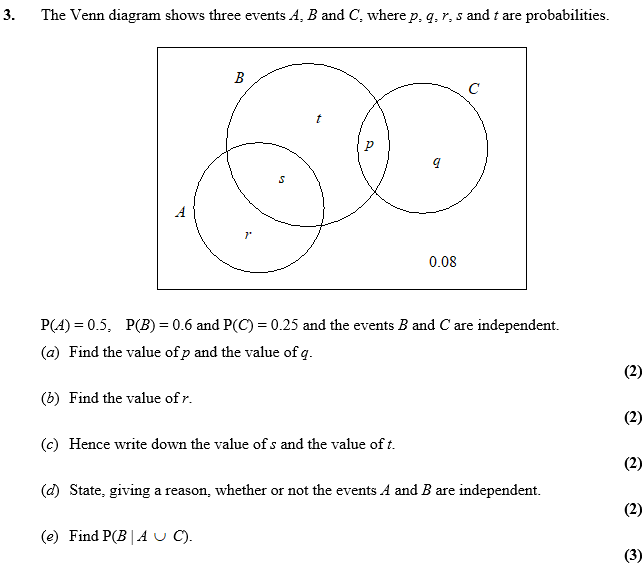 3. The Venn diagram shows three events A, B and C, where p, q, r, s and t are probabilities.
B
C
t
p
q
s
A
r
0.08
P(A) = 0.5, P(B) = 0.6 and P(C) = 0.25 and the events B and C are independent.
(a) Find the value of p and the value of q.
(2)
(b) Find the value of r.
(2)
(c) Hence write down the value of s and the value of t.
(2)
(d) State, giving a reason, whether or not the events A and B are independent.
(2)
(e) Find P(B | A ∪ C).
(3)